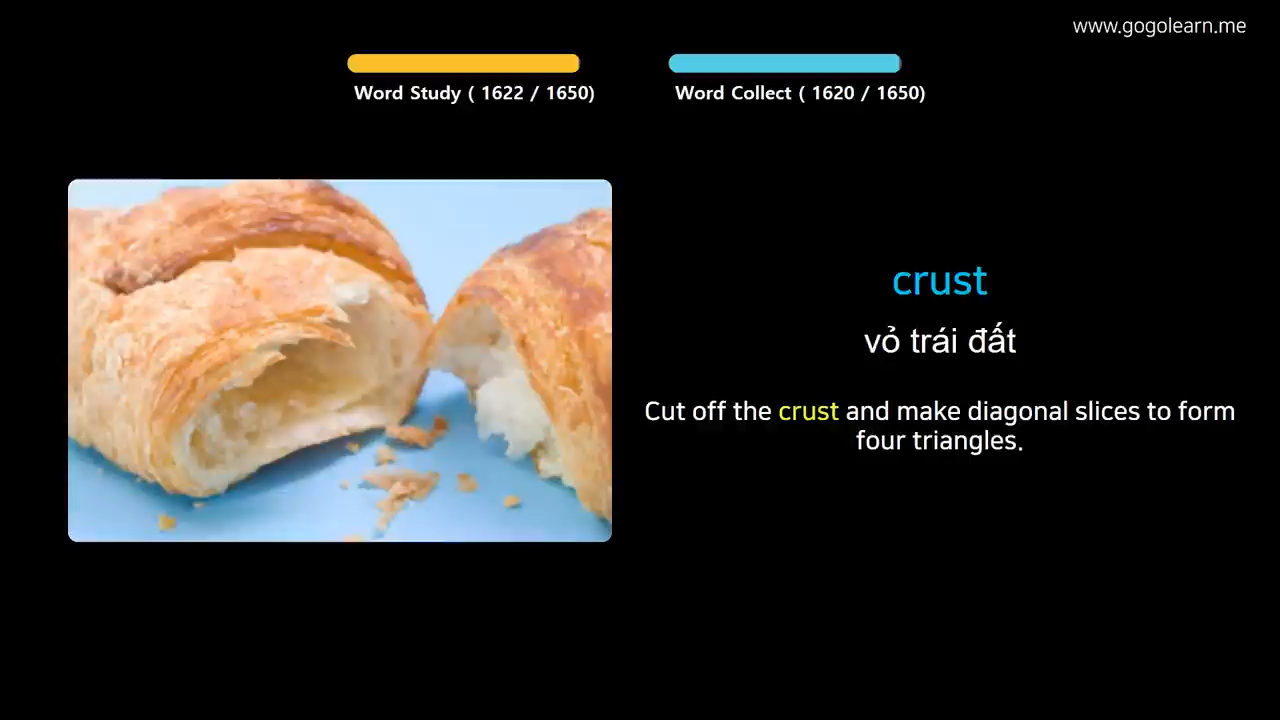 www.gogolearn.me
Word Study ( 1622 / 1650)
Word Collect ( 1620 / 1650)
crust
vỏ trái đất
Cut off the crust and make diagonal slices to form
four triangles.